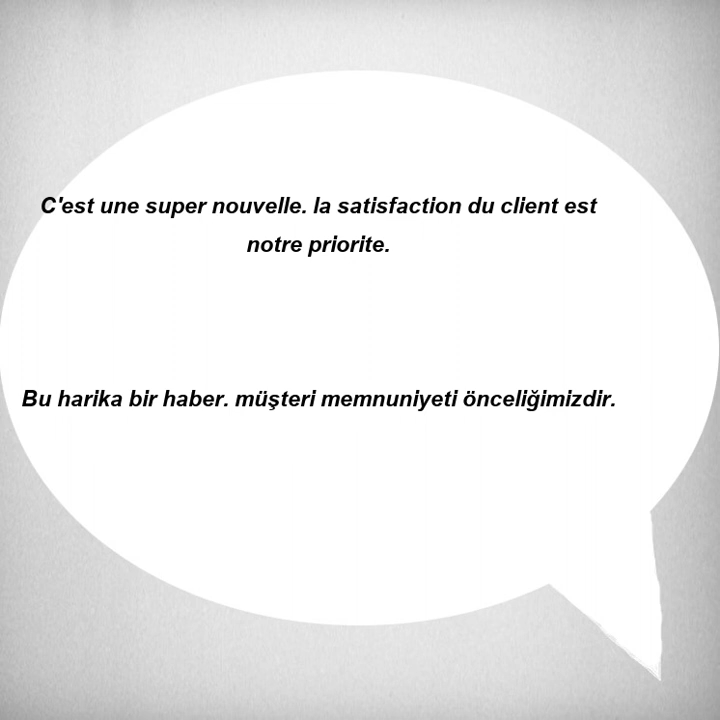 C'est une super nouvelle. la satisfaction du client est
notre priorite.
Bu harika bir haber. müşteri memnuniyeti önceliğimizdir.